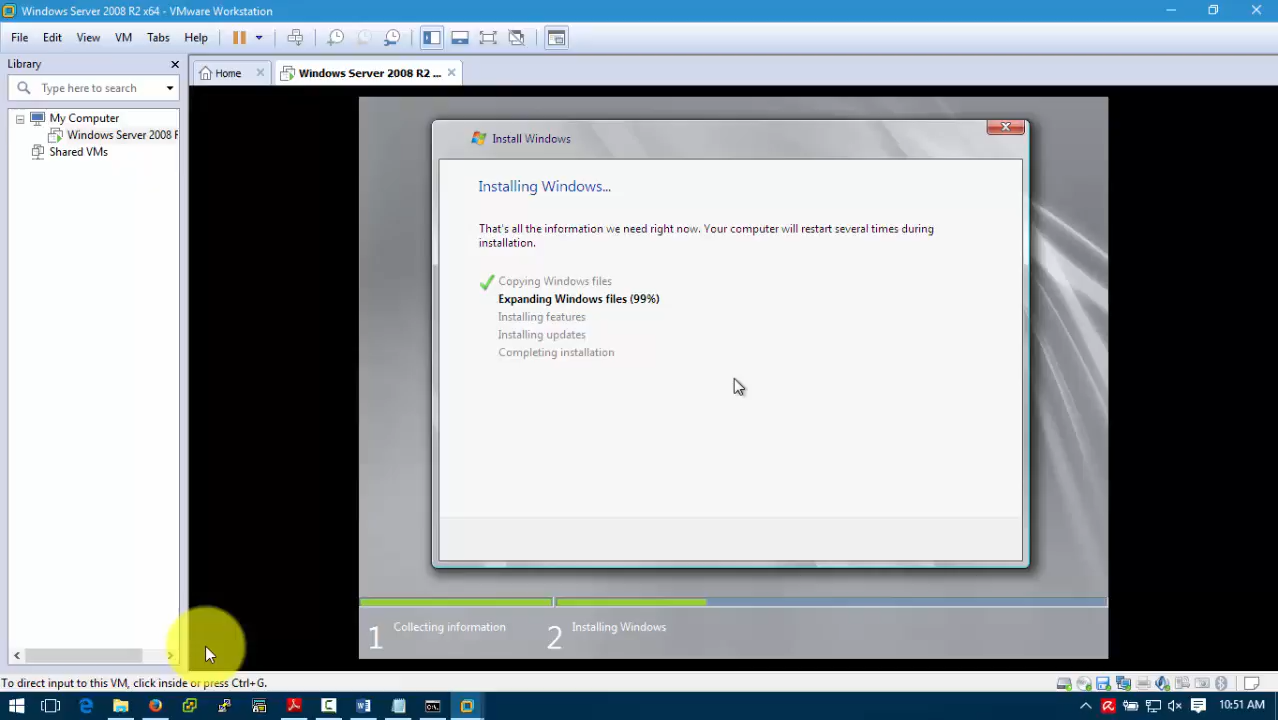 Windows Server 2008 R2 x64 - VMware Workstation
File Edit View VM Tabs Help
Library
Type here to search
Home
Windows Server 2008 R2 ...
My Computer
Windows Server 2008 R
Shared VMs
Install Windows
Installing Windows...
That's all the information we need right now. Your computer will restart several times during
installation.
Copying Windows files
Expanding Windows files (99%)
Installing features
Installing updates
Completing installation
1 Collecting information
2 Installing Windows
To direct input to this VM, click inside or press Ctrl+G.
10:51 AM